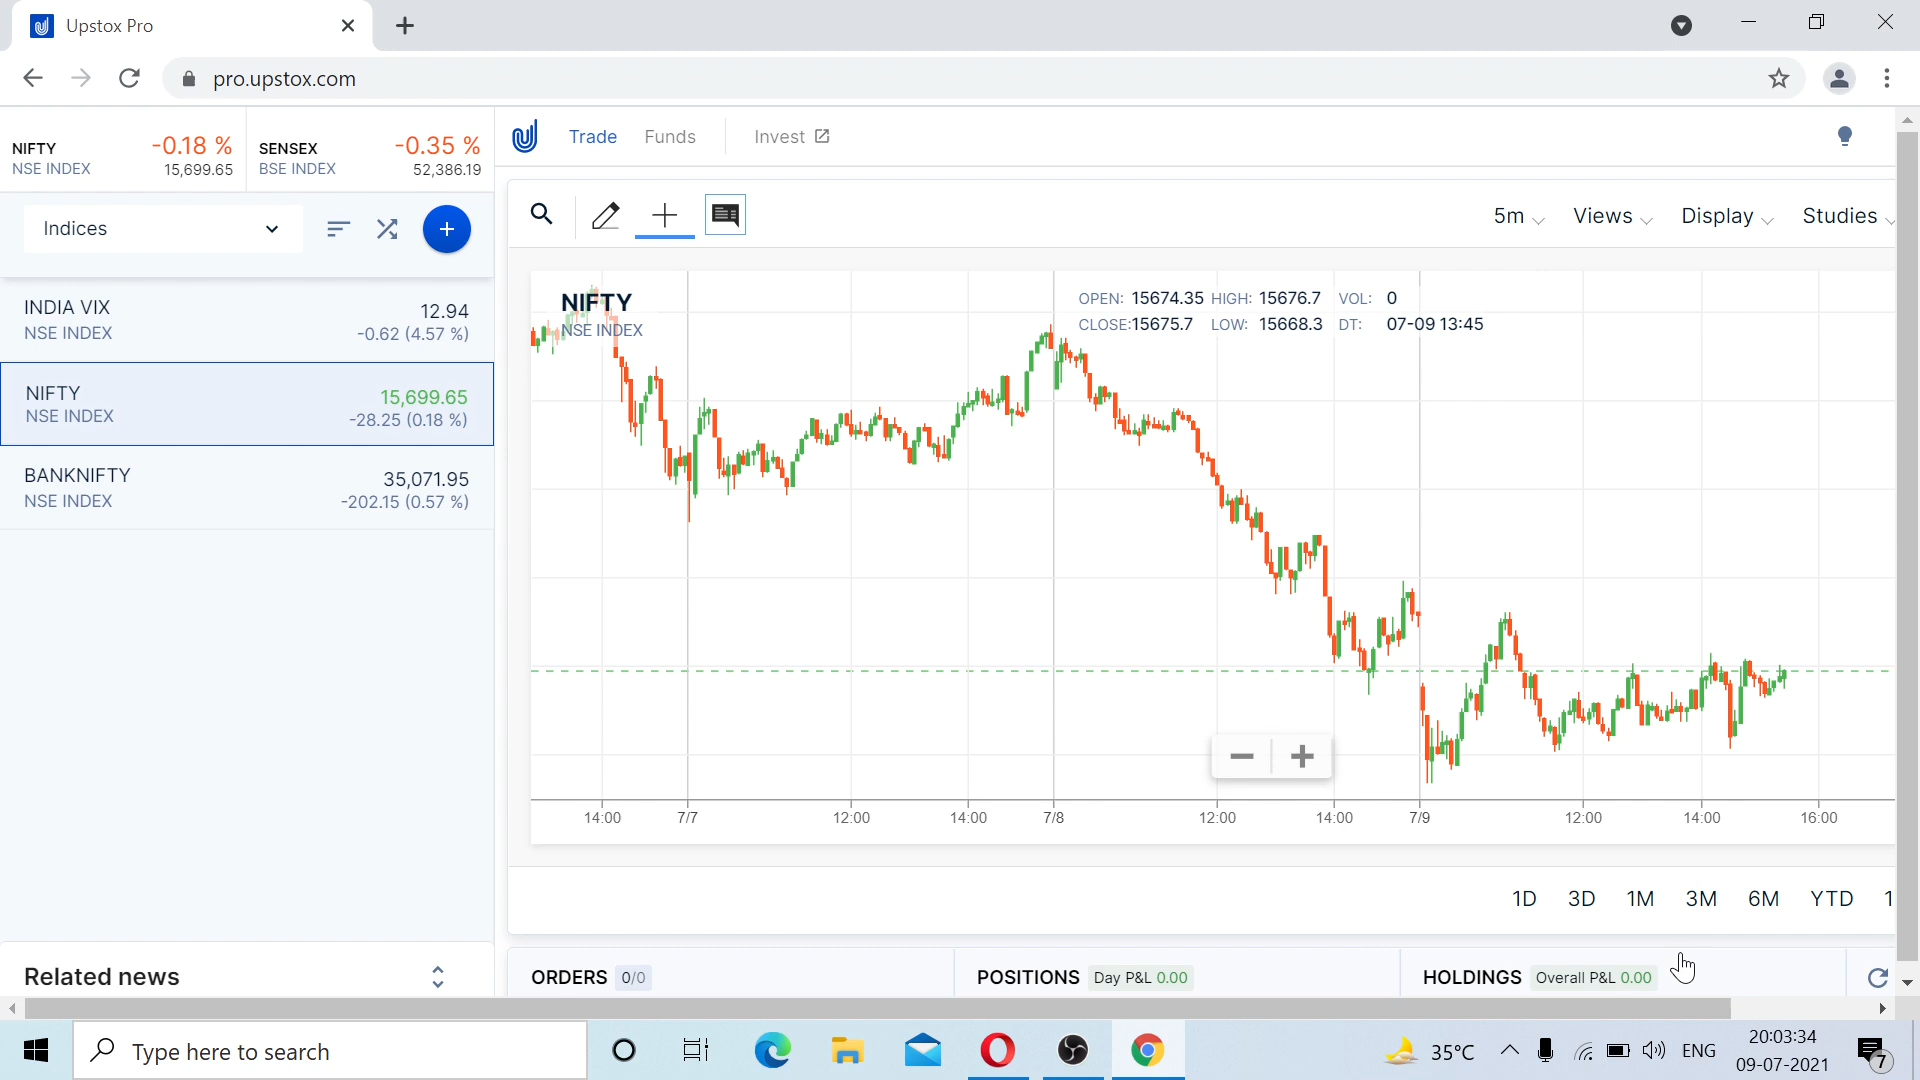 Upstox Pro
pro.upstox.com
NIFTY -0.18 %
NSE INDEX 15,699.65
SENSEX -0.35 %
BSE INDEX 52,386.19
Trade Funds Invest
Indices
5m Views Display Studies
INDIA VIX 12.94
NSE INDEX -0.62 (4.57 %)
NIFTY 15,699.65
NSE INDEX -28.25 (0.18 %)
BANKNIFTY 35,071.95
NSE INDEX -202.15 (0.57 %)
NIFTY
NSE INDEX
OPEN: 15674.35 HIGH: 15676.7 VOL: 0
CLOSE:15675.7 LOW: 15668.3 DT: 07-09 13:45
14:00 7/7 12:00 14:00 7/8 12:00 14:00 7/9 12:00 14:00 16:00
1D 3D 1M 3M 6M YTD 1
Related news
ORDERS 0/0 POSITIONS Day P&L 0.00 HOLDINGS Overall P&L 0.00
Type here to search
35°C ENG
20:03:34
09-07-2021
7